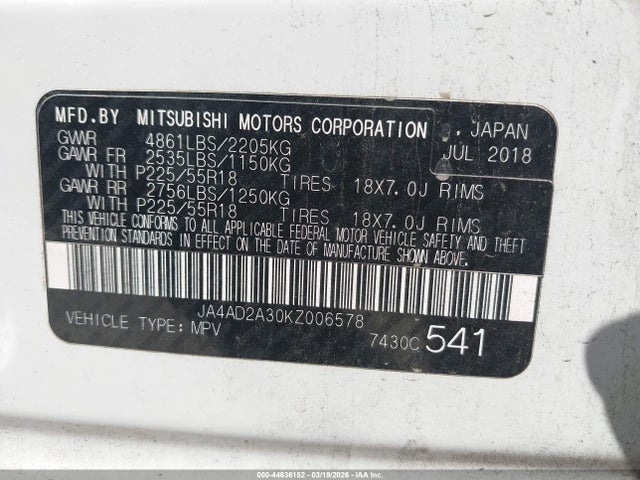 MFD.BY MITSUBISHI MOTORS CORPORATION , JAPAN
GWWR 4861LBS/2205KG JUL 2018
GAWR FR 2535LBS/1150KG
WITH P225/55R18 TIRES 18X7.0J RIMS
GAWR RR 2756LBS/1250KG
WITH P225/55R18 TIRES 18X7.0J RIMS
THIS VEHICLE CONFORMS TO ALL APPLICABLE FEDERAL MOTOR VEHICLE SAFETY AND THEFT
PREVENTION STANDARDS IN EFFECT ON THE DATE OF MANUFACTURE SHOWN ABOVE.
JA4AD2A30KZ006578
VEHICLE TYPE: MPV 7430C 541
000-44636152 - 03/19/2026 - IAA Inc.